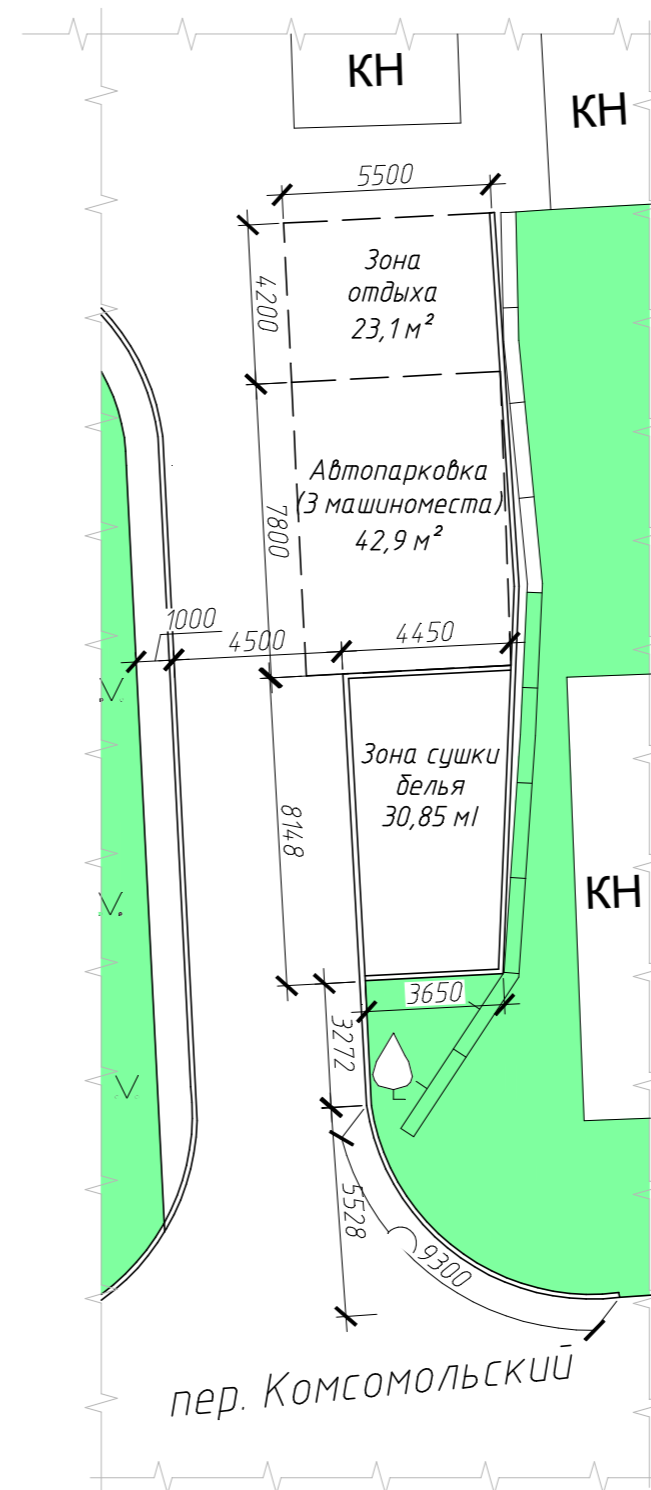 КН
КН
5500
4200
Зона
отдыха
23,1 м²
Автопарковка
(3 машиноместа)
42,9 м²
7800
1000
4500
4450
Зона сушки
белья
30,85 м|
8148
КН
3650
3272
5528
9300
пер. Комсомольский